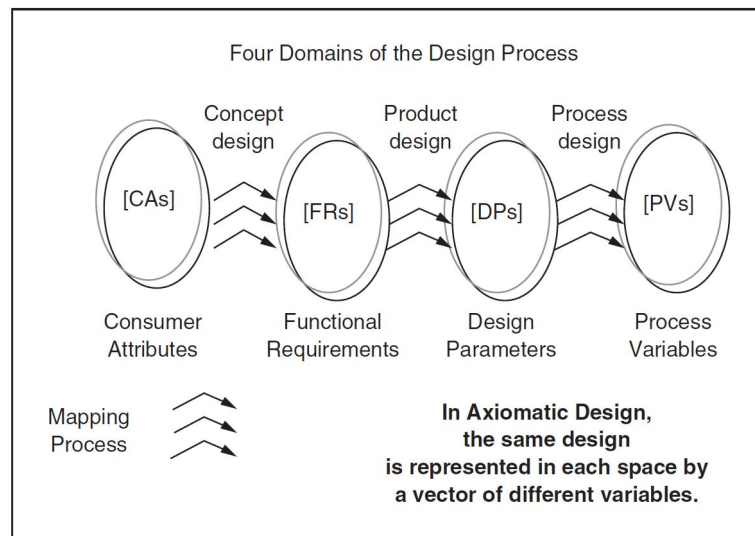 Four Domains of the Design Process
Concept
design
Product
design
Process
design
[CAs]
[FRs]
[DPs]
[PVs]
Consumer
Attributes
Functional
Requirements
Design
Parameters
Process
Variables
Mapping
Process
In Axiomatic Design,
the same design
is represented in each space by
a vector of different variables.